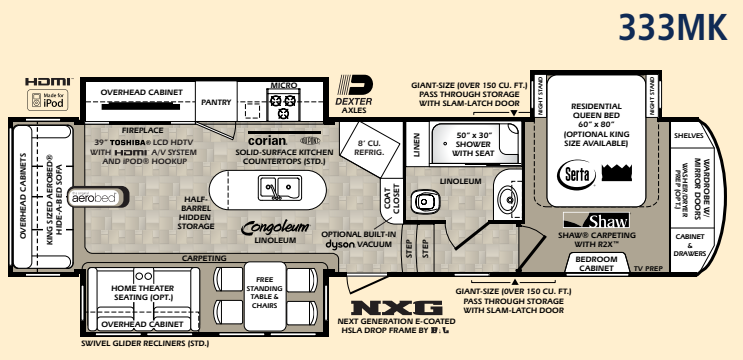 333MK
HDMI
Made for
iPod
OVERHEAD CABINET
PANTRY
MICRO
DEXTER
AXLES
GIANT-SIZE (OVER 150 CU. FT.)
PASS THROUGH STORAGE
WITH SLAM-LATCH DOOR
NIGHT STAND
RESIDENTIAL
QUEEN BED
60" x 80"
(OPTIONAL KING
SIZE AVAILABLE)
Serta
NIGHT STAND
FIREPLACE
39" TOSHIBA® LCD HDTV
WITH HDMI A/V SYSTEM
AND IPOD® HOOKUP
corian.
SOLID-SURFACE KITCHEN
COUNTERTOPS (STD.)
8' CU.
REFRIG.
LINEN
50" x 30"
SHOWER
WITH SEAT
LINOLEUM
SHELVES
WARDROBE W/
MIRROR DOORS
WASHER/DRYER
PREP (OPT.)
OVERHEAD CABINETS
KING SIZED AEROBED®
HIDE-A-BED SOFA
aerobed
HALF-
BARREL
HIDDEN
STORAGE
Congoleum
LINOLEUM
COAT
CLOSET
OPTIONAL BUILT-IN
dyson VACUUM
STEP
STEP
Shaw
SHAW® CARPETING
WITH R2X™
CABINET
&
DRAWERS
BEDROOM
CABINET
TV PREP
CARPETING
HOME THEATER
SEATING (OPT.)
OVERHEAD CABINET
FREE
STANDING
TABLE &
CHAIRS
SWIVEL GLIDER RECLINERS (STD.)
NXG
NEXT GENERATION E-COATED
HSLA DROP FRAME BY
GIANT-SIZE (OVER 150 CU. FT.)
PASS THROUGH STORAGE
WITH SLAM-LATCH DOOR